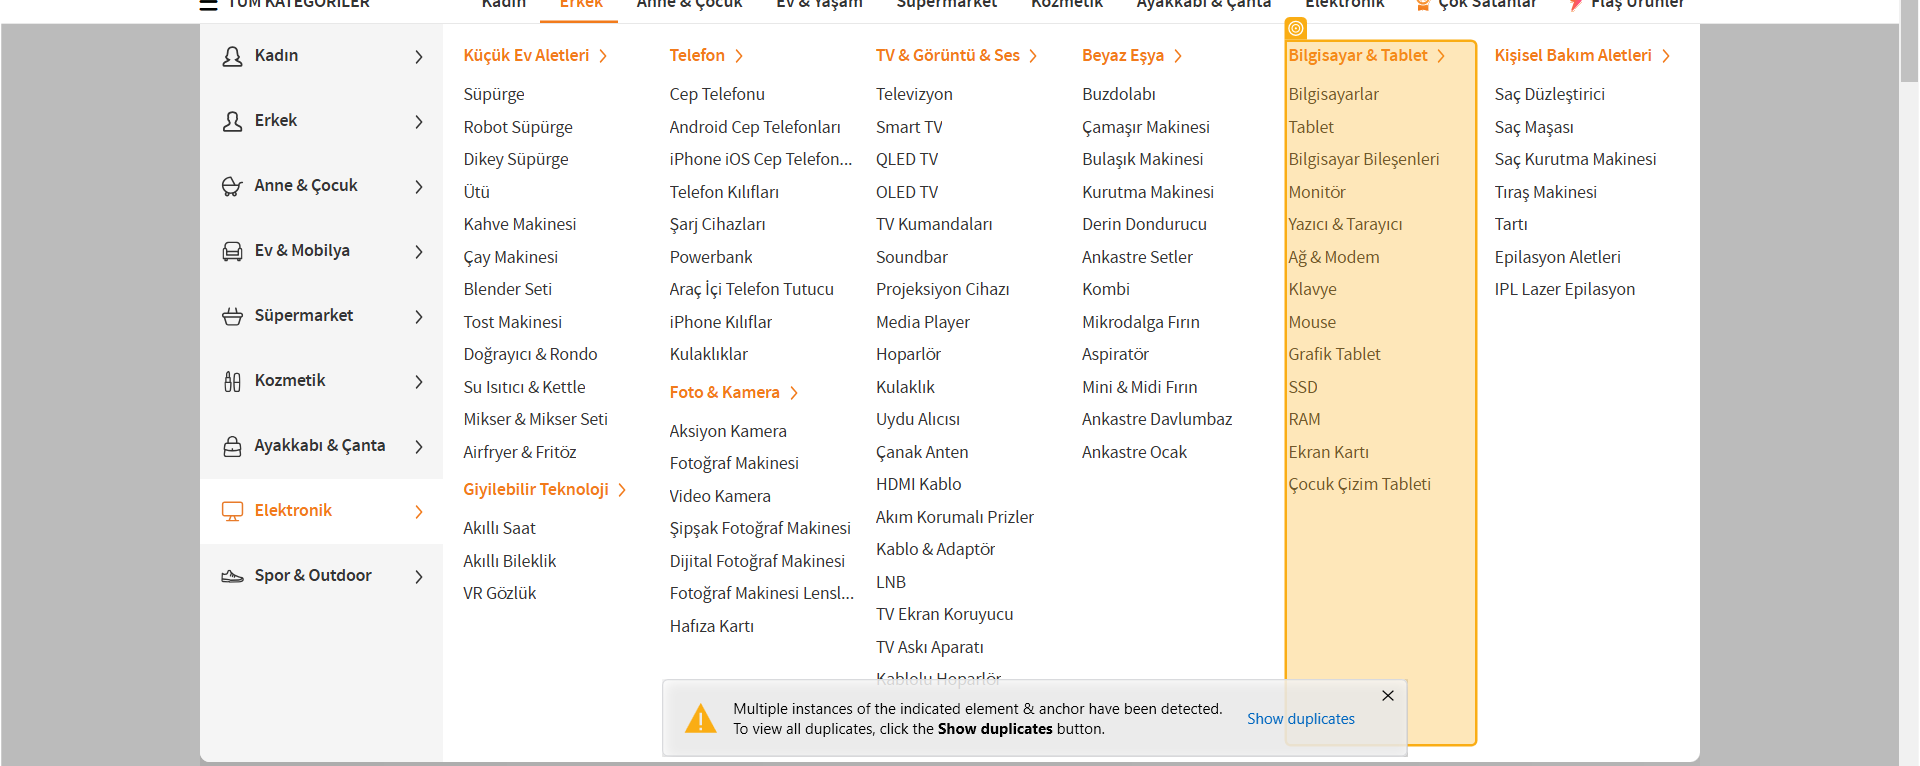 TÜM KATEGORİLER
Kadın
Erkek
Anne & Çocuk
Ev & Yaşam
Süpermarket
Kozmetik
Ayakkabı & Çanta
Elektronik
Çok Satanlar
Flaş Ürünler
Kadın
Erkek
Anne & Çocuk
Ev & Mobilya
Süpermarket
Kozmetik
Ayakkabı & Çanta
Elektronik
Spor & Outdoor
Küçük Ev Aletleri
Süpürge
Robot Süpürge
Dikey Süpürge
Ütü
Kahve Makinesi
Çay Makinesi
Blender Seti
Tost Makinesi
Doğrayıcı & Rondo
Su Isıtıcı & Kettle
Mikser & Mikser Seti
Airfryer & Fritöz
Giyilebilir Teknoloji
Akıllı Saat
Akıllı Bileklik
VR Gözlük
Telefon
Cep Telefonu
Android Cep Telefonları
iPhone iOS Cep Telefon...
Telefon Kılıfları
Şarj Cihazları
Powerbank
Araç İçi Telefon Tutucu
iPhone Kılıflar
Kulaklıklar
Foto & Kamera
Aksiyon Kamera
Fotoğraf Makinesi
Video Kamera
Şipşak Fotoğraf Makinesi
Dijital Fotoğraf Makinesi
Fotoğraf Makinesi Lensl...
Hafıza Kartı
TV & Görüntü & Ses
Televizyon
Smart TV
QLED TV
OLED TV
TV Kumandaları
Soundbar
Projeksiyon Cihazı
Media Player
Hoparlör
Kulaklık
Uydu Alıcısı
Çanak Anten
HDMI Kablo
Akım Korumalı Prizler
Kablo & Adaptör
LNB
TV Ekran Koruyucu
TV Askı Aparatı
Kablolu Hoparlör
Beyaz Eşya
Buzdolabı
Çamaşır Makinesi
Bulaşık Makinesi
Kurutma Makinesi
Derin Dondurucu
Ankastre Setler
Kombi
Mikrodalga Fırın
Aspiratör
Mini & Midi Fırın
Ankastre Davlumbaz
Ankastre Ocak
Bilgisayar & Tablet
Bilgisayarlar
Tablet
Bilgisayar Bileşenleri
Monitör
Yazıcı & Tarayıcı
Ağ & Modem
Klavye
Mouse
Grafik Tablet
SSD
RAM
Ekran Kartı
Çocuk Çizim Tableti
Kişisel Bakım Aletleri
Saç Düzleştirici
Saç Maşası
Saç Kurutma Makinesi
Tıraş Makinesi
Tartı
Epilasyon Aletleri
IPL Lazer Epilasyon
Multiple instances of the indicated element & anchor have been detected.
To view all duplicates, click the Show duplicates button.
Show duplicates